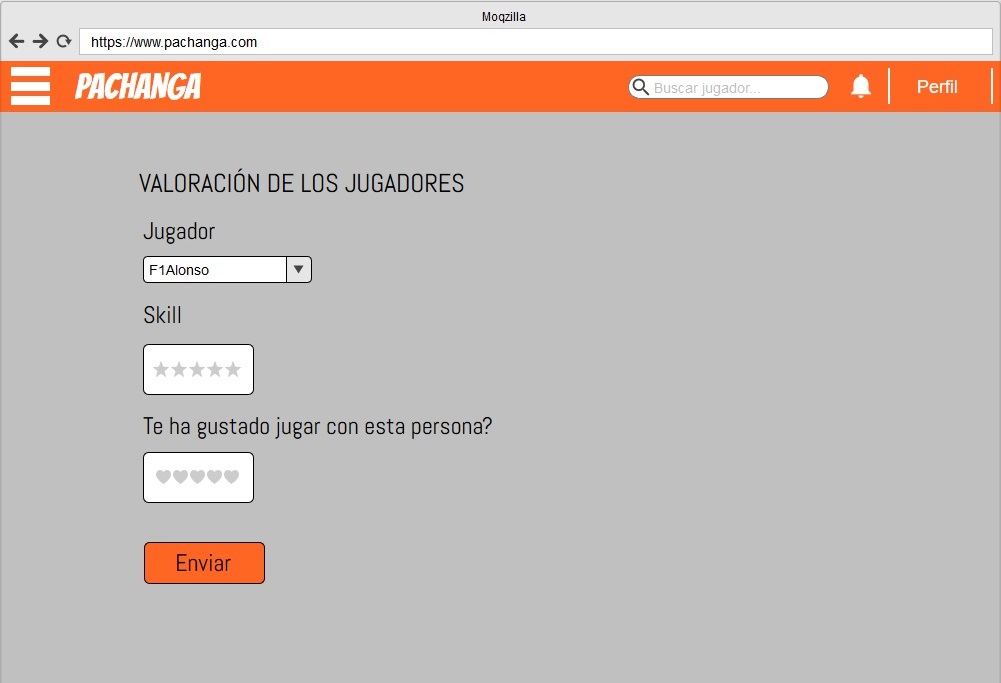 Moqzilla
https://www.pachanga.com
PACHANGA
Buscar jugador...
Perfil
VALORACIÓN DE LOS JUGADORES
Jugador
F1Alonso
Skill
Te ha gustado jugar con esta persona?
Enviar